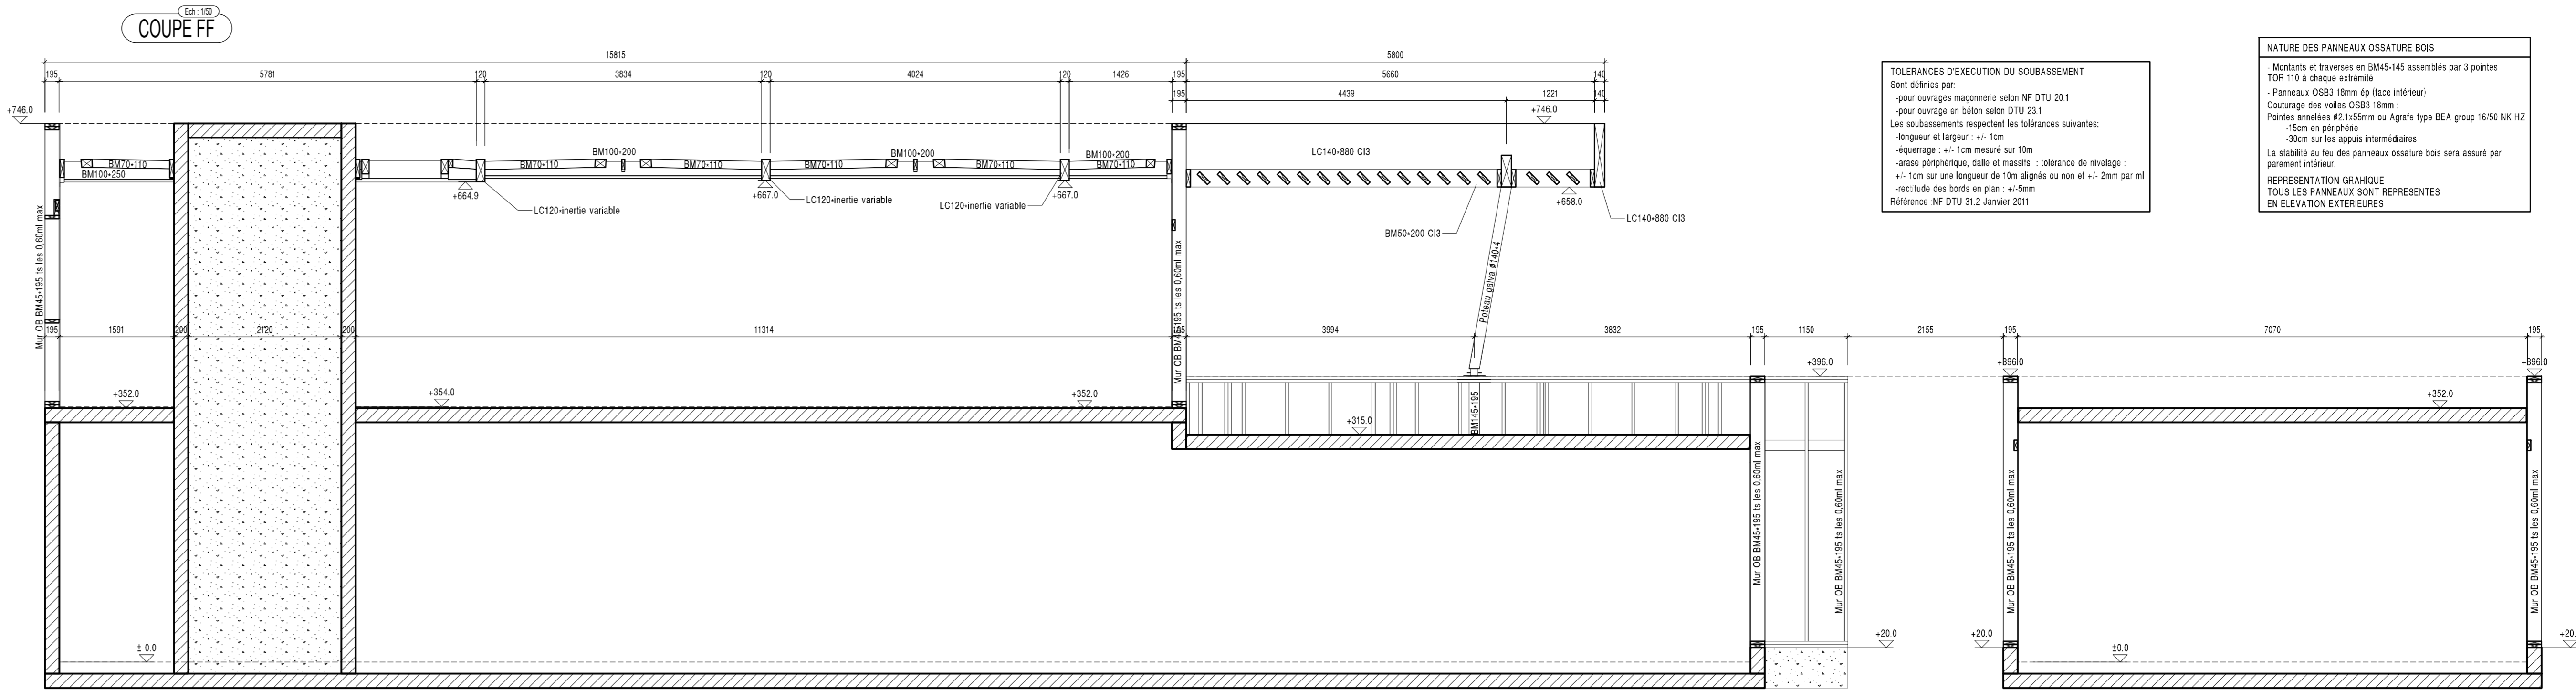 Ech : 1/50
COUPE FF
15815
5800
195
5781
120
3834
120
4024
120
1426
195
5660
140
195
4439
1221
140
+746.0
+746.0
BM70*110
BM100*250
BM70*110
BM100*200
BM70*110
BM70*110
BM100*200
BM70*110
BM100*200
BM70*110
LC140*880 CI3
+664.9
+667.0
+667.0
+658.0
LC120*inertie variable
LC120*inertie variable
LC120*inertie variable
LC140*880 CI3
BM50*200 CI3
Poteau galva Ø140*4
Mur OB BM45*195 ts les 0,60ml max
Mur OB BM45*195 ts les 0,60ml max
195
1591
200
2120
200
11314
3994
3832
195
1150
2155
195
7070
195
+352.0
+354.0
+352.0
+315.0
BM145*195
+396.0
+396.0
+396.0
+352.0
Mur OB BM45*195 ts les 0,60ml max
Mur OB BM45*195 ts les 0,60ml max
Mur OB BM45*195 ts les 0,60ml max
Mur OB BM45*195 ts les 0,60ml max
± 0.0
+20.0
+20.0
±0.0
+20.
TOLERANCES D'EXECUTION DU SOUBASSEMENT
Sont définies par:
-pour ouvrages maçonnerie selon NF DTU 20.1
-pour ouvrage en béton selon DTU 23.1
Les soubassements respectent les tolérances suivantes:
-longueur et largeur : +/- 1cm
-équerrage : +/- 1cm mesuré sur 10m
-arase périphérique, dalle et massifs : tolérance de nivelage :
+/- 1cm sur une longueur de 10m alignés ou non et +/- 2mm par ml
-rectitude des bords en plan : +/-5mm
Référence :NF DTU 31.2 Janvier 2011
NATURE DES PANNEAUX OSSATURE BOIS
- Montants et traverses en BM45*145 assemblés par 3 pointes
TOR 110 à chaque extrémité
- Panneaux OSB3 18mm ép (face intérieur)
Couturage des voiles OSB3 18mm :
Pointes annelées Ø2.1x55mm ou Agrafe type BEA group 16/50 NK HZ
-15cm en périphérie
-30cm sur les appuis intermédiaires
La stabilité au feu des panneaux ossature bois sera assuré par
parement intérieur.
REPRESENTATION GRAHIQUE
TOUS LES PANNEAUX SONT REPRESENTES
EN ELEVATION EXTERIEURES